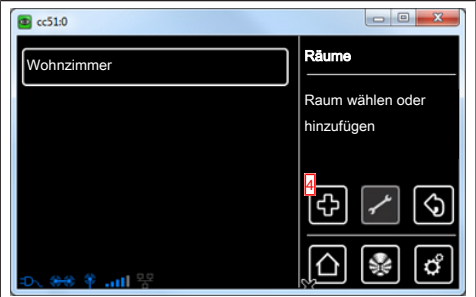 cc51:0
Wohnzimmer
Räume
Raum wählen oder
hinzufügen
4